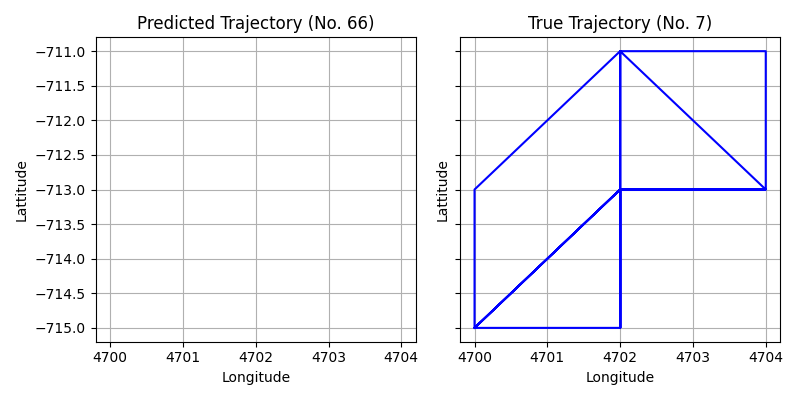 Predicted Trajectory (No. 66)
True Trajectory (No. 7)
Lattitude
−711.0
−711.5
−712.0
−712.5
−713.0
−713.5
−714.0
−714.5
−715.0
4700 4701 4702 4703 4704
Longitude
Lattitude
4700 4701 4702 4703 4704
Longitude